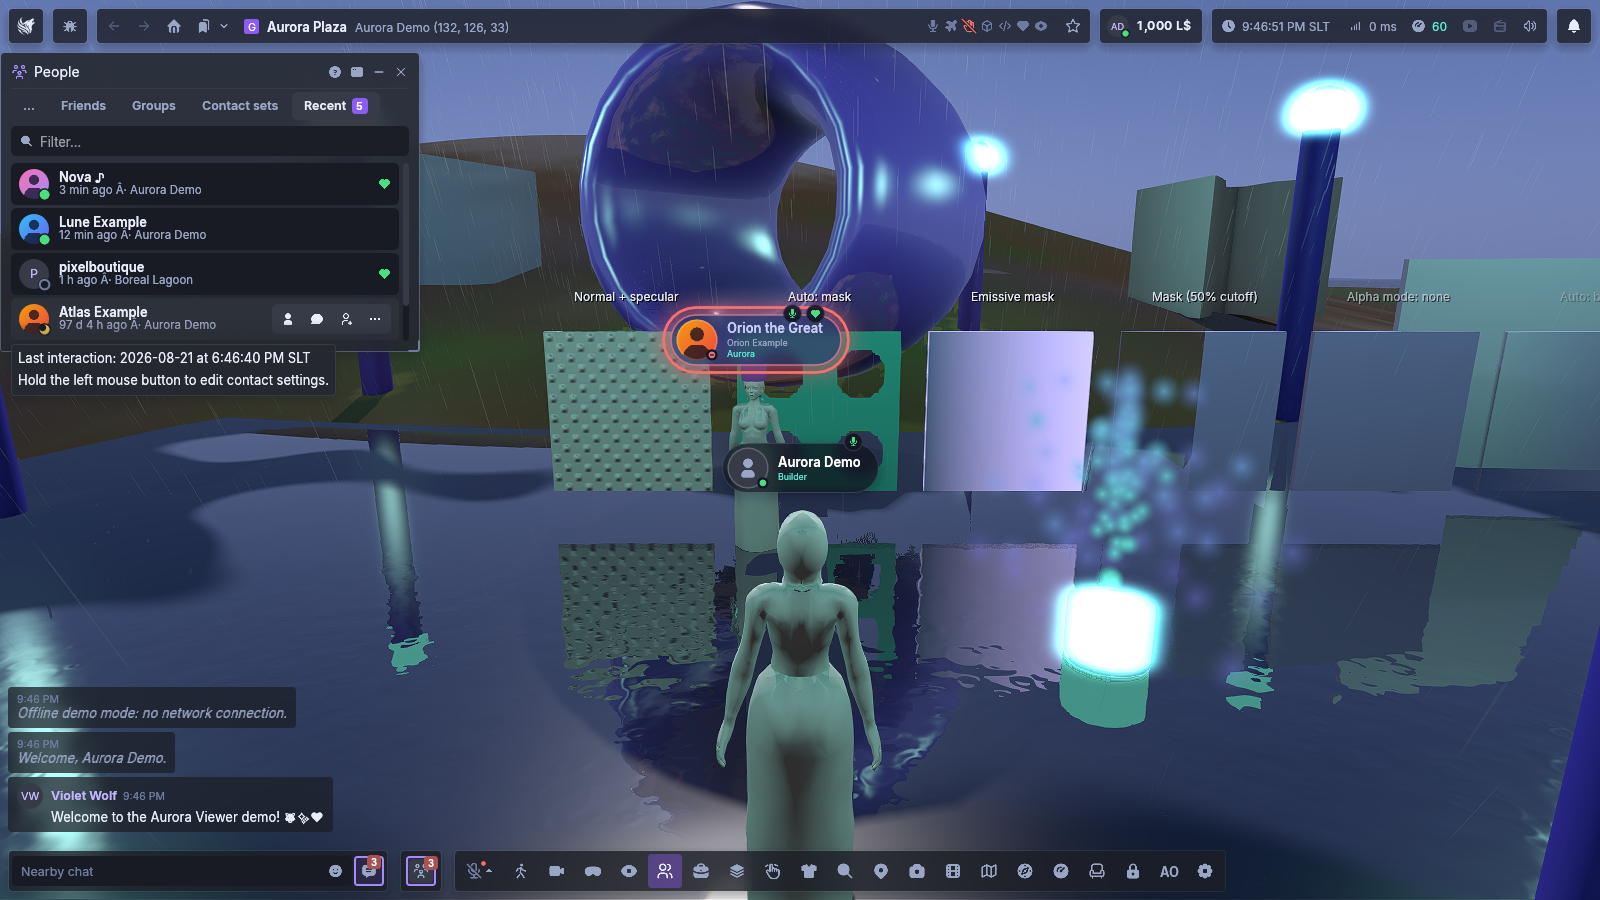 Aurora Plaza Aurora Demo (132, 126, 33)
AD 1,000 L$
9:46:51 PM SLT 0 ms 60
People
... Friends Groups Contact sets Recent 5
Filter...
Nova ♪
3 min ago Â· Aurora Demo
Lune Example
12 min ago Â· Aurora Demo
P
pixelboutique
1 h ago Â· Boreal Lagoon
Atlas Example
97 d 4 h ago Â· Aurora Demo
Last interaction: 2026-08-21 at 6:46:40 PM SLT
Hold the left mouse button to edit contact settings.
Normal + specular
Auto: mask
Emissive mask
Mask (50% cutoff)
Alpha mode: none
Auto:
Orion the Great
Orion Example
Aurora
Aurora Demo
Builder
9:46 PM
Offline demo mode: no network connection.
9:46 PM
Welcome, Aurora Demo.
VW Violet Wolf 9:46 PM
Welcome to the Aurora Viewer demo!
Nearby chat
3
3
AO